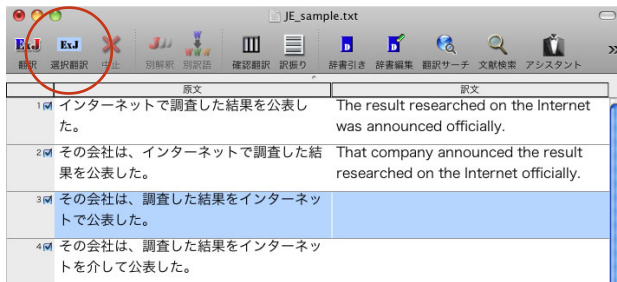 JE_sample.txt
ExJ ExJ
翻訳 選択翻訳 中止 別解釈 別訳語 確認翻訳 訳振り 辞書引き 辞書編集 翻訳サーチ 文献検索 アシスタント »
原文 訳文
1 インターネットで調査した結果を公表し The result researched on the Internet
た。 was announced officially.
2 その会社は、インターネットで調査した結 That company announced the result
果を公表した。 researched on the Internet officially.
3 その会社は、調査した結果をインターネッ
トで公表した。
4 その会社は、調査した結果をインターネッ
トを介して公表した。